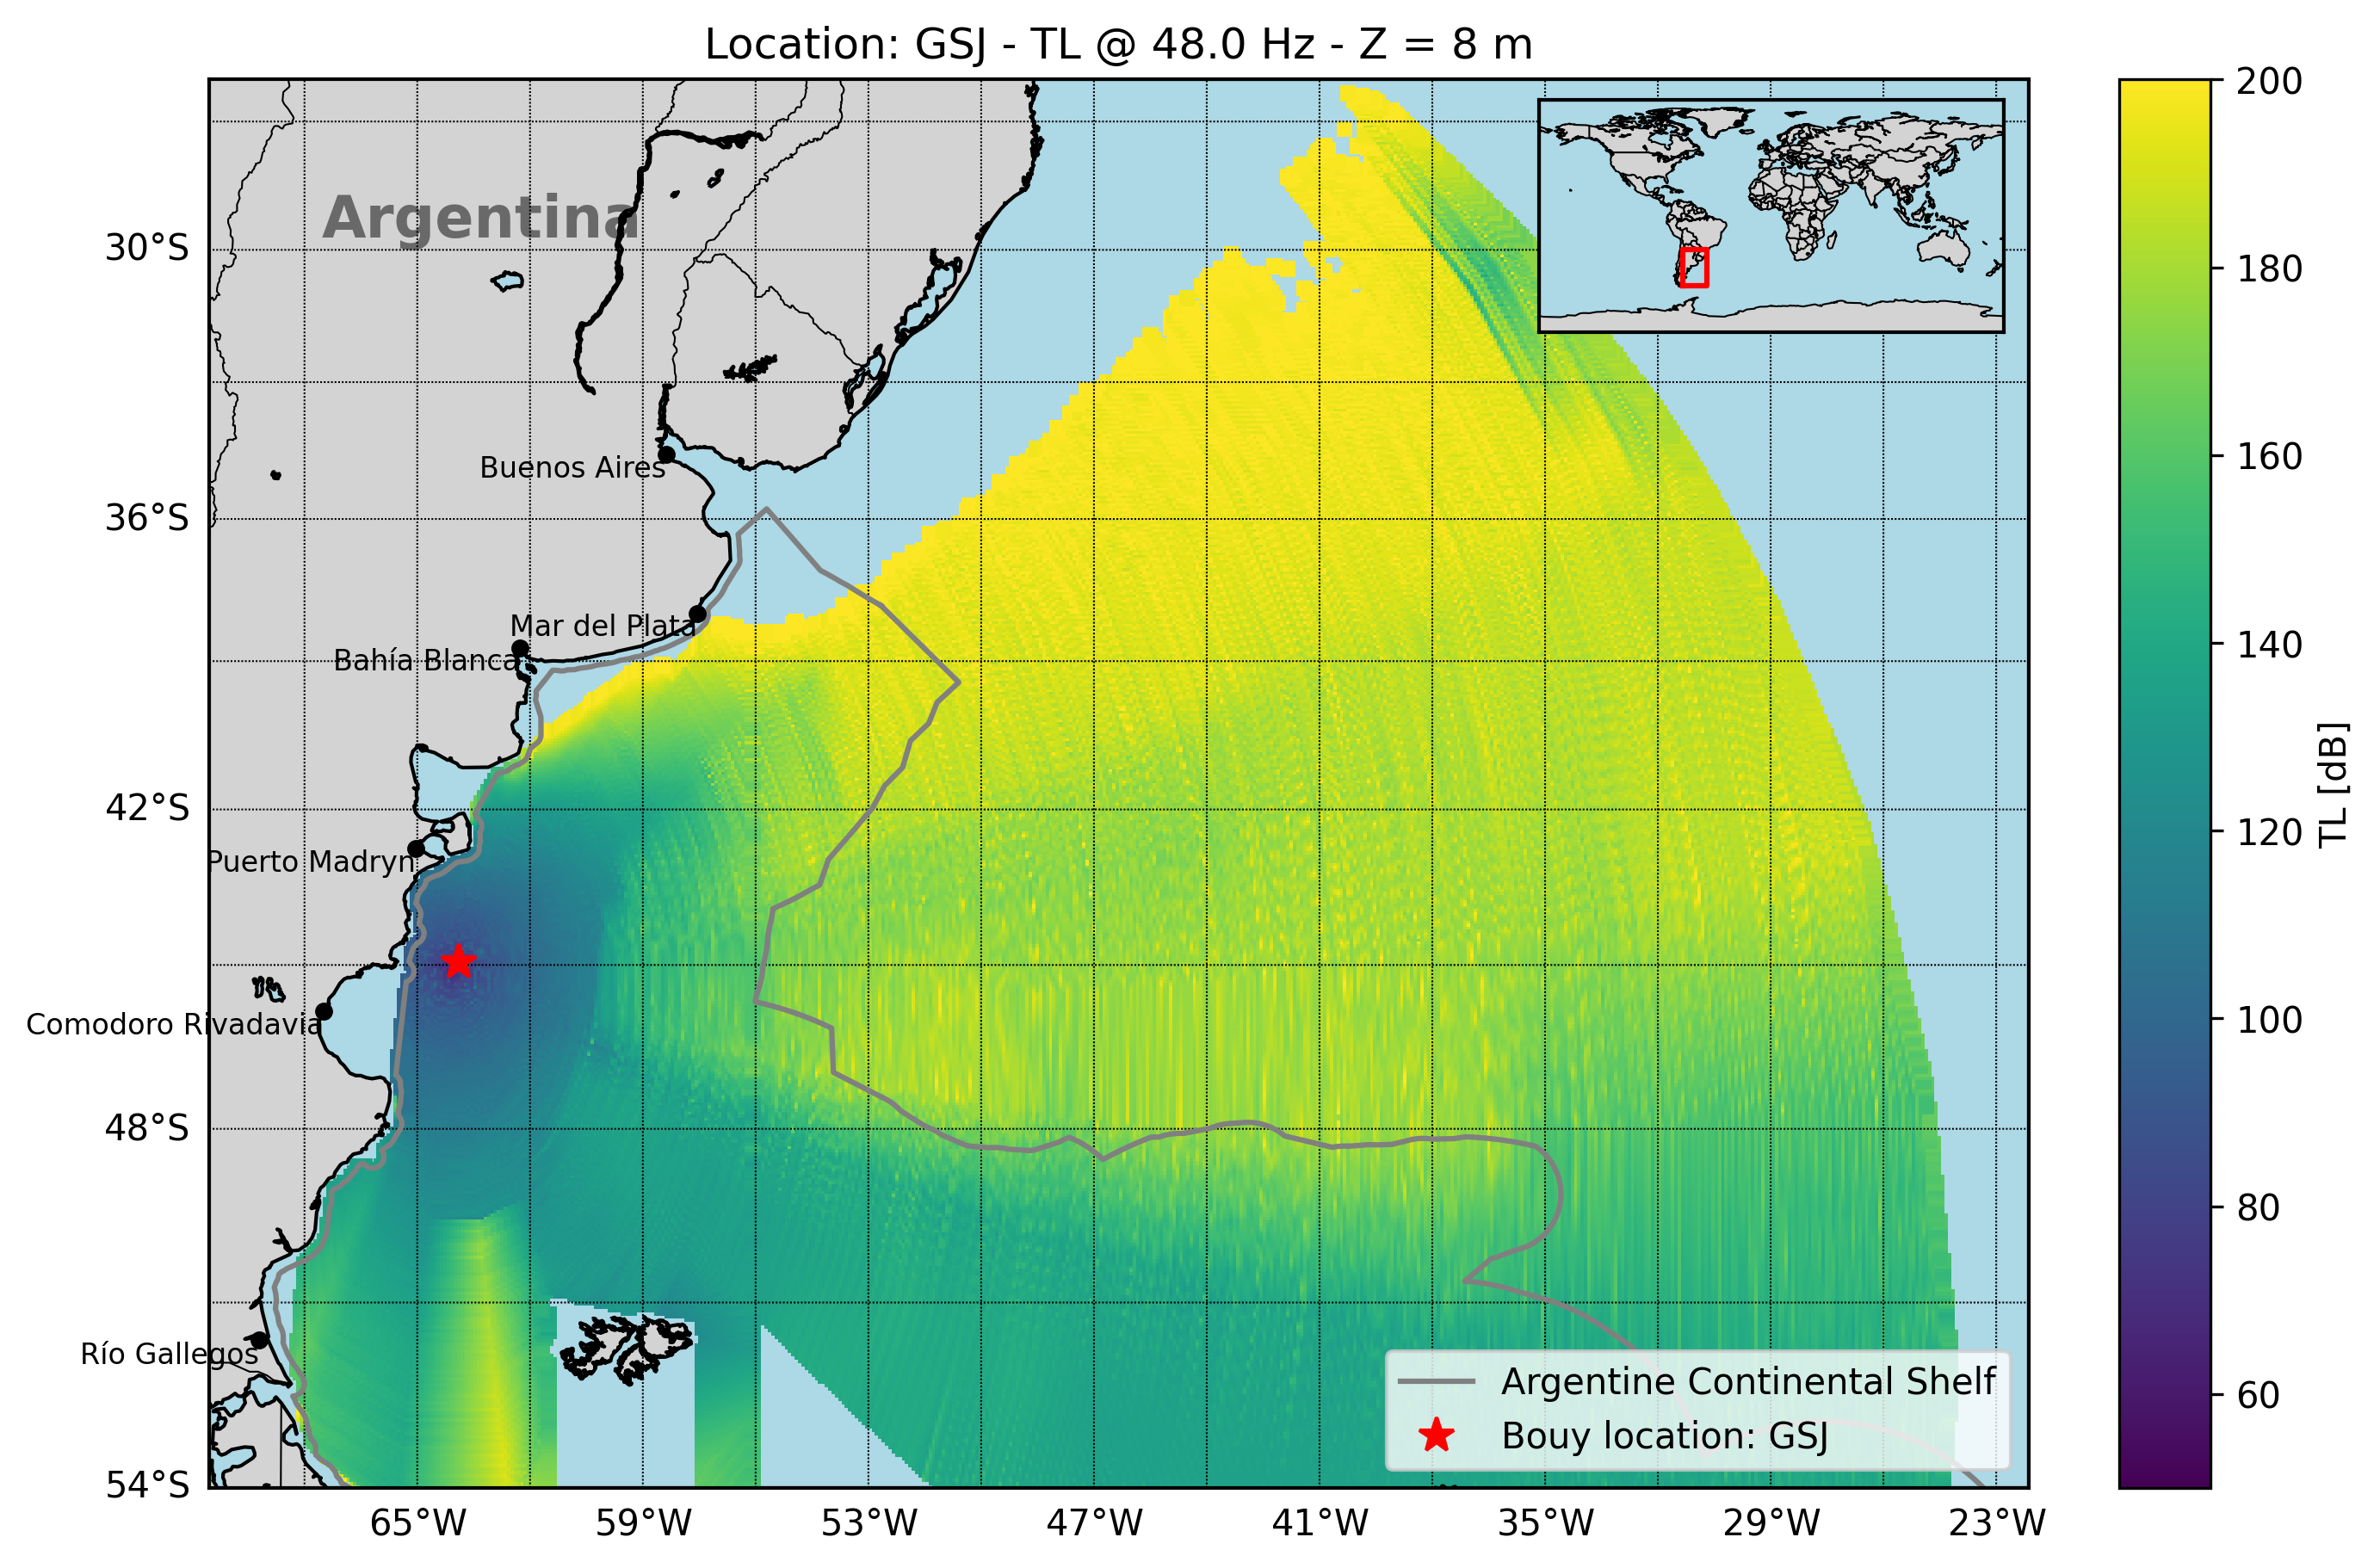 Location: GSJ - TL @ 48.0 Hz - Z = 8 m
Argentina
30°S
36°S
42°S
48°S
54°S
Buenos Aires
Mar del Plata
Bahía Blanca
Puerto Madryn
Comodoro Rivadavia
Río Gallegos
65°W
59°W
53°W
47°W
41°W
35°W
29°W
23°W
Argentine Continental Shelf
Bouy location: GSJ
200
180
160
140
120
100
80
60
TL [dB]